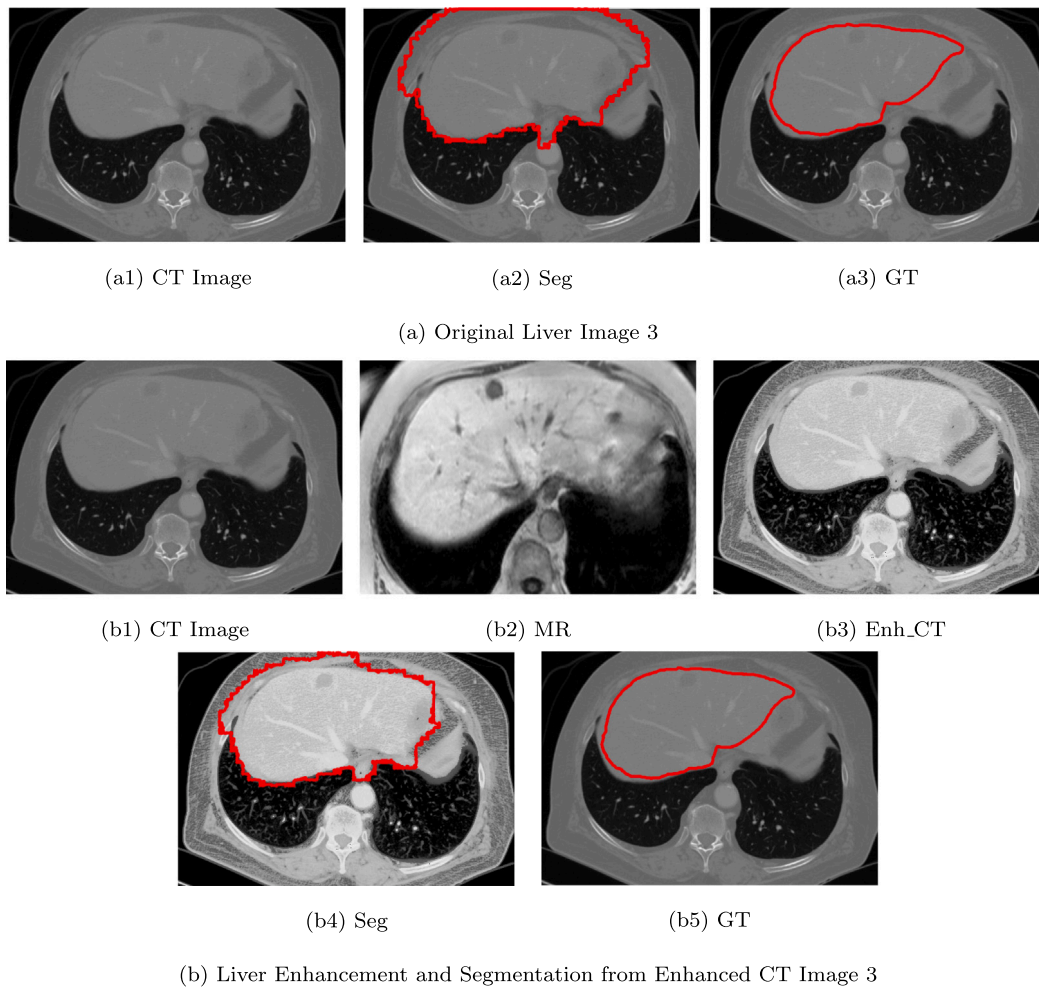 (a1) CT Image
(a2) Seg
(a3) GT
(a) Original Liver Image 3
(b1) CT Image
(b2) MR
(b3) Enh_CT
(b4) Seg
(b5) GT
(b) Liver Enhancement and Segmentation from Enhanced CT Image 3